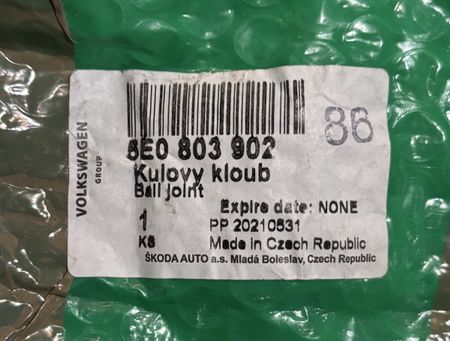 VOLKSWAGEN
GROUP
86
5E0 803 902
Kulovy kloub
Ball joint
Expire date: NONE
1 PP 20210531
KS Made in Czech Republic
ŠKODA AUTO a.s. Mladá Boleslav, Czech Republic